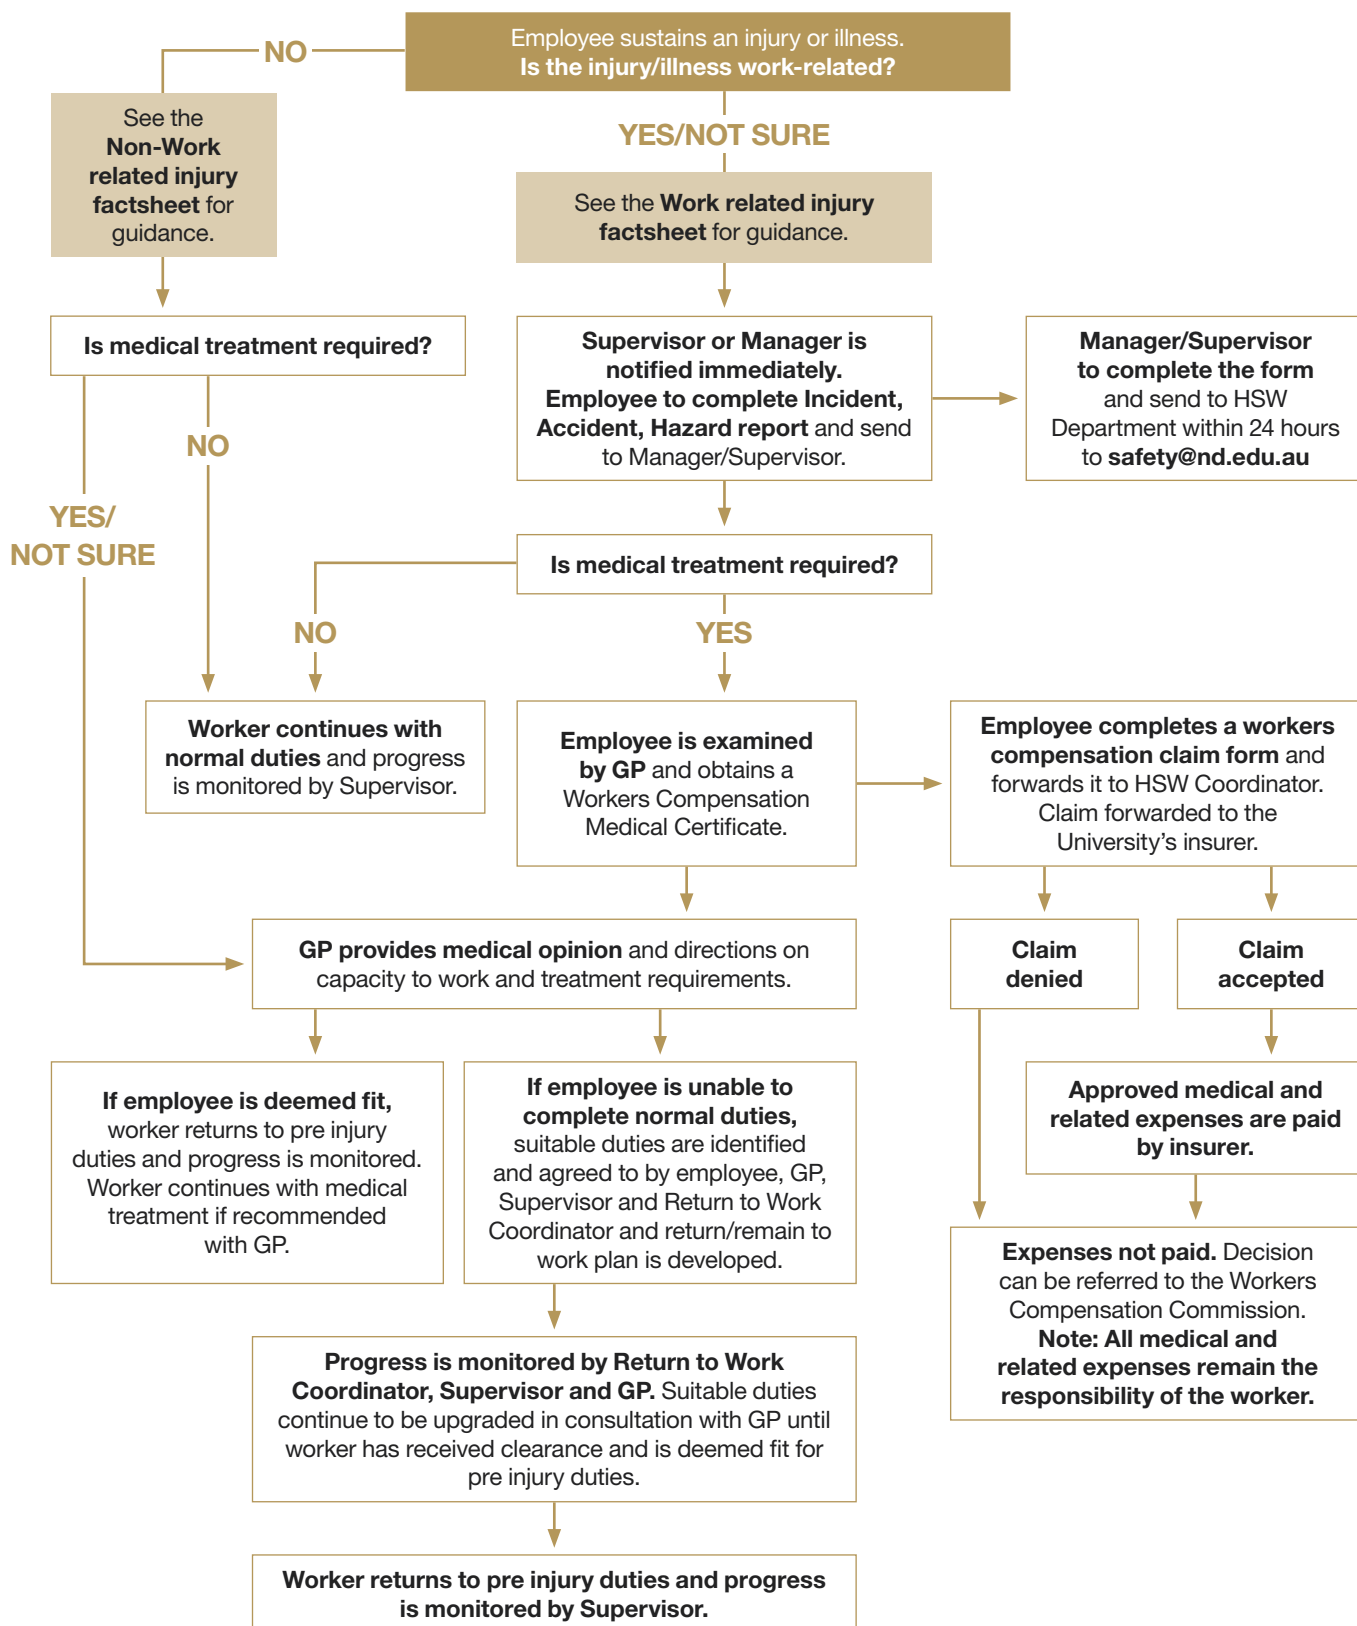 Employee sustains an injury or illness.
Is the injury/illness work-related?
NO
YES/NOT SURE
See the
Non-Work
related injury
factsheet for
guidance.
See the Work related injury
factsheet for guidance.
Is medical treatment required?
Supervisor or Manager is
notified immediately.
Employee to complete Incident,
Accident, Hazard report and send
to Manager/Supervisor.
Manager/Supervisor
to complete the form
and send to HSW
Department within 24 hours
to safety@nd.edu.au
NO
YES/
NOT SURE
Is medical treatment required?
NO
YES
Worker continues with
normal duties and progress
is monitored by Supervisor.
Employee is examined
by GP and obtains a
Workers Compensation
Medical Certificate.
Employee completes a workers
compensation claim form and
forwards it to HSW Coordinator.
Claim forwarded to the
University's insurer.
GP provides medical opinion and directions on
capacity to work and treatment requirements.
Claim
denied
Claim
accepted
If employee is deemed fit,
worker returns to pre injury
duties and progress is monitored.
Worker continues with medical
treatment if recommended
with GP.
If employee is unable to
complete normal duties,
suitable duties are identified
and agreed to by employee, GP,
Supervisor and Return to Work
Coordinator and return/remain to
work plan is developed.
Approved medical and
related expenses are paid
by insurer.
Expenses not paid. Decision
can be referred to the Workers
Compensation Commission.
Note: All medical and
related expenses remain the
responsibility of the worker.
Progress is monitored by Return to Work
Coordinator, Supervisor and GP. Suitable duties
continue to be upgraded in consultation with GP until
worker has received clearance and is deemed fit for
pre injury duties.
Worker returns to pre injury duties and progress
is monitored by Supervisor.